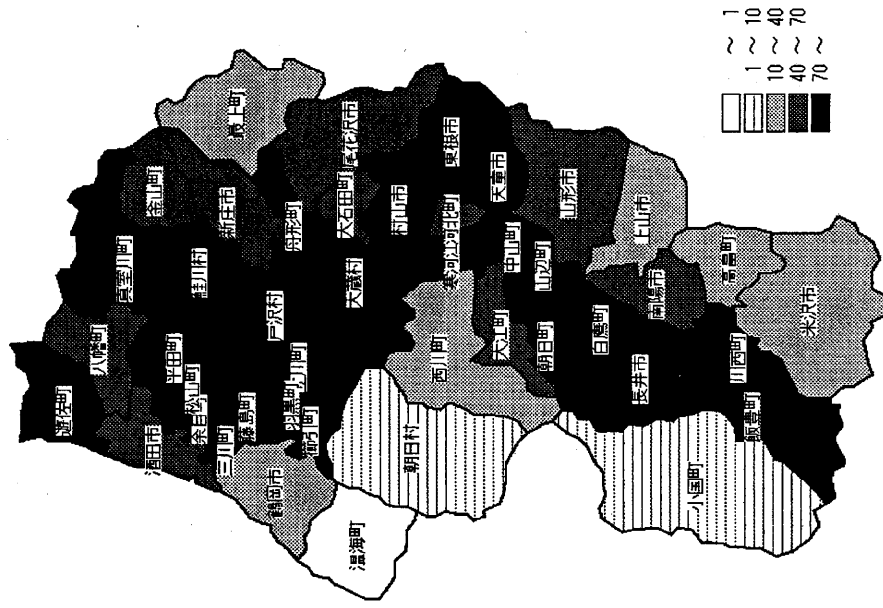 遊佐町
八幡町
酒田市
平田町
松山町
余目町
真室川町
金山町
最上町
鮭川村
新庄市
戸沢村
舟形町
立川町
三川町
藤島町
羽黒町
櫛引町
鶴岡市
大蔵村
大石田町
尾花沢市
村山市
東根市
温海町
朝日村
西川町
寒河江
河北町
天童市
大江町
中山町
山辺町
山形市
朝日町
白鷹町
上山市
南陽市
高畠町
長井市
川西町
米沢市
飯豊町
小国町
～ 1
1 ～ 10
10 ～ 40
40 ～ 70
70 ～